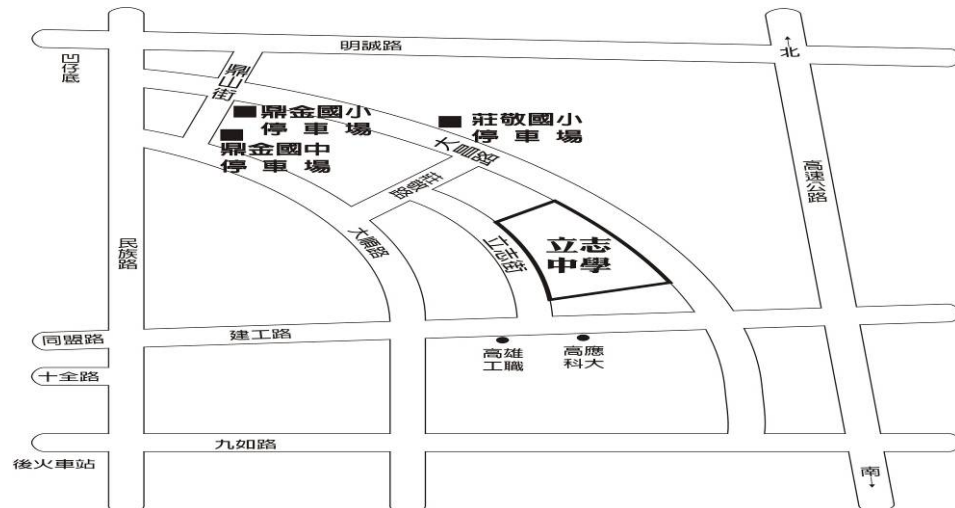 明誠路
北
凹仔底
鼎山街
鼎金國小
停車場
莊敬國小
停車場
鼎金國中
停車場
大昌路
高速公路
莊敬路
民族路
大順路
立志街
立志
中學
建工路
同盟路
高雄
工職
高應
科大
十全路
九如路
後火車站
南